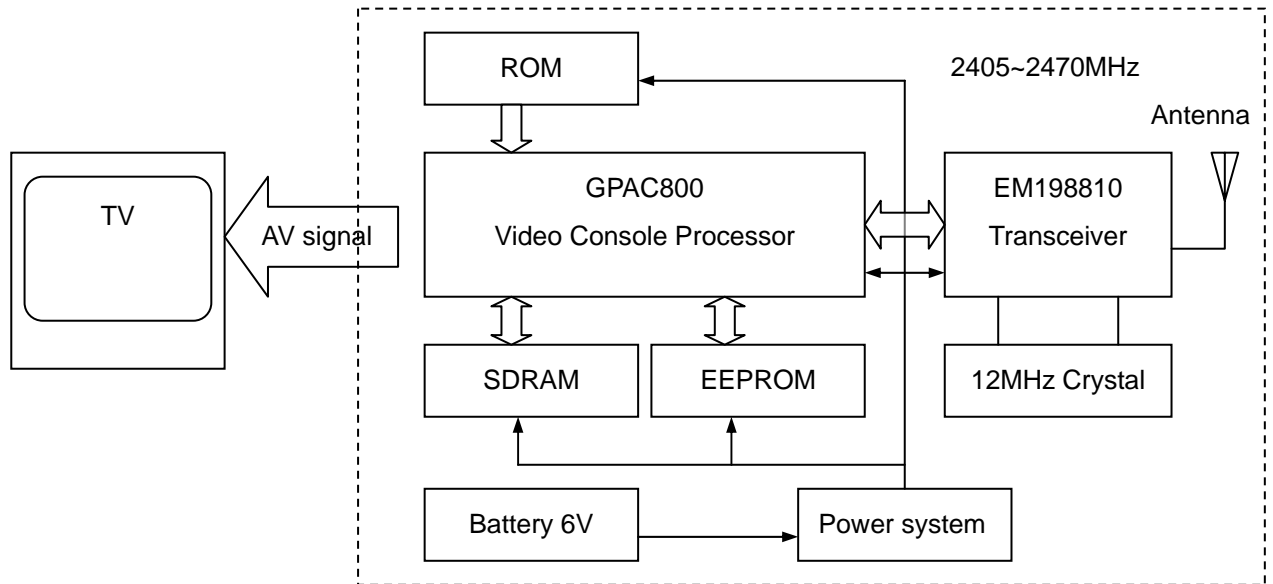 ROM
2405~2470MHz
Antenna
TV
AV signal
GPAC800
Video Console Processor
EM198810
Transceiver
SDRAM
EEPROM
12MHz Crystal
Battery 6V
Power system